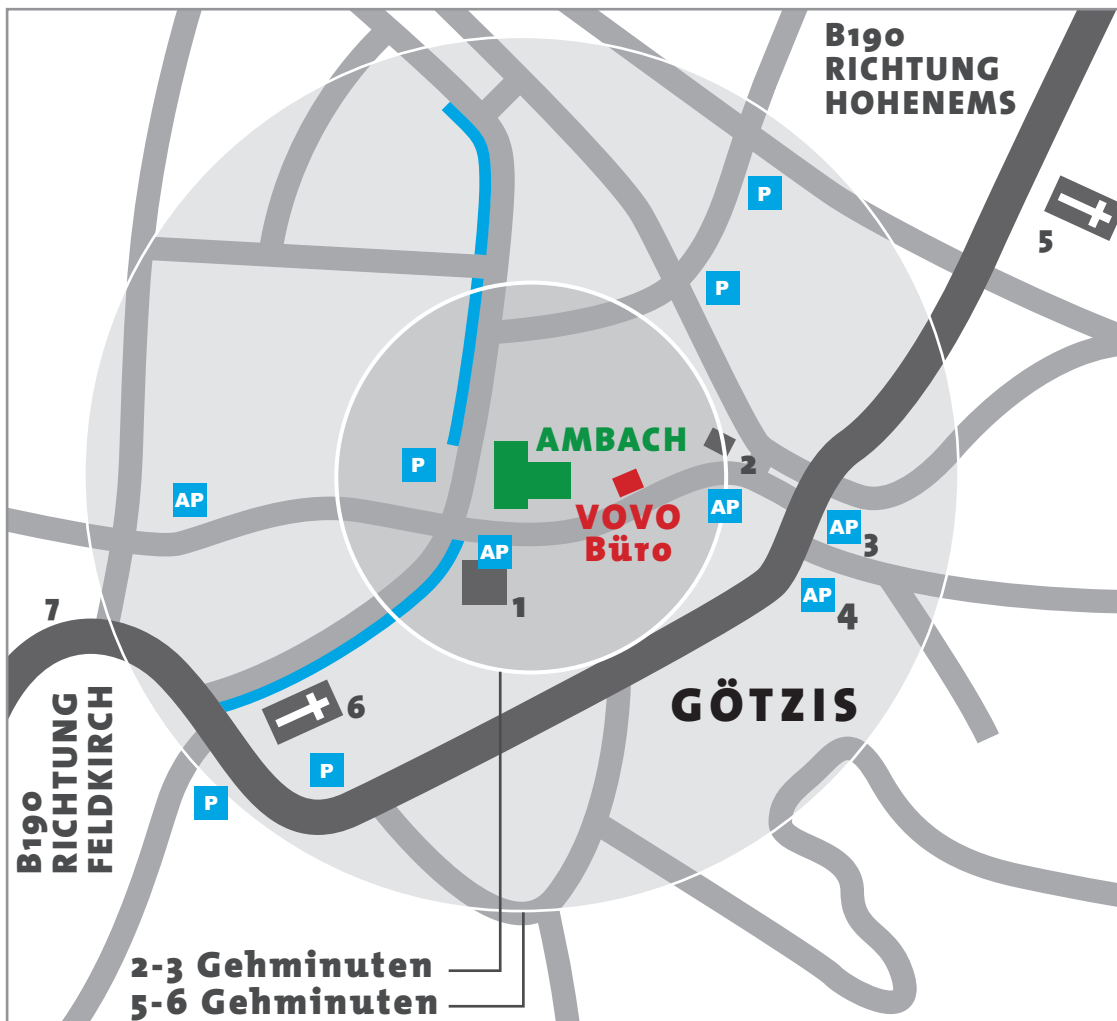 B190
RICHTUNG
HOHENEMS
P
5
P
AMBACH
2
P
AP
VOVO
Büro
AP
AP
3
AP
1
AP
4
7
GÖTZIS
6
B190
RICHTUNG
FELDKIRCH
P
P
2-3 Gehminuten
5-6 Gehminuten